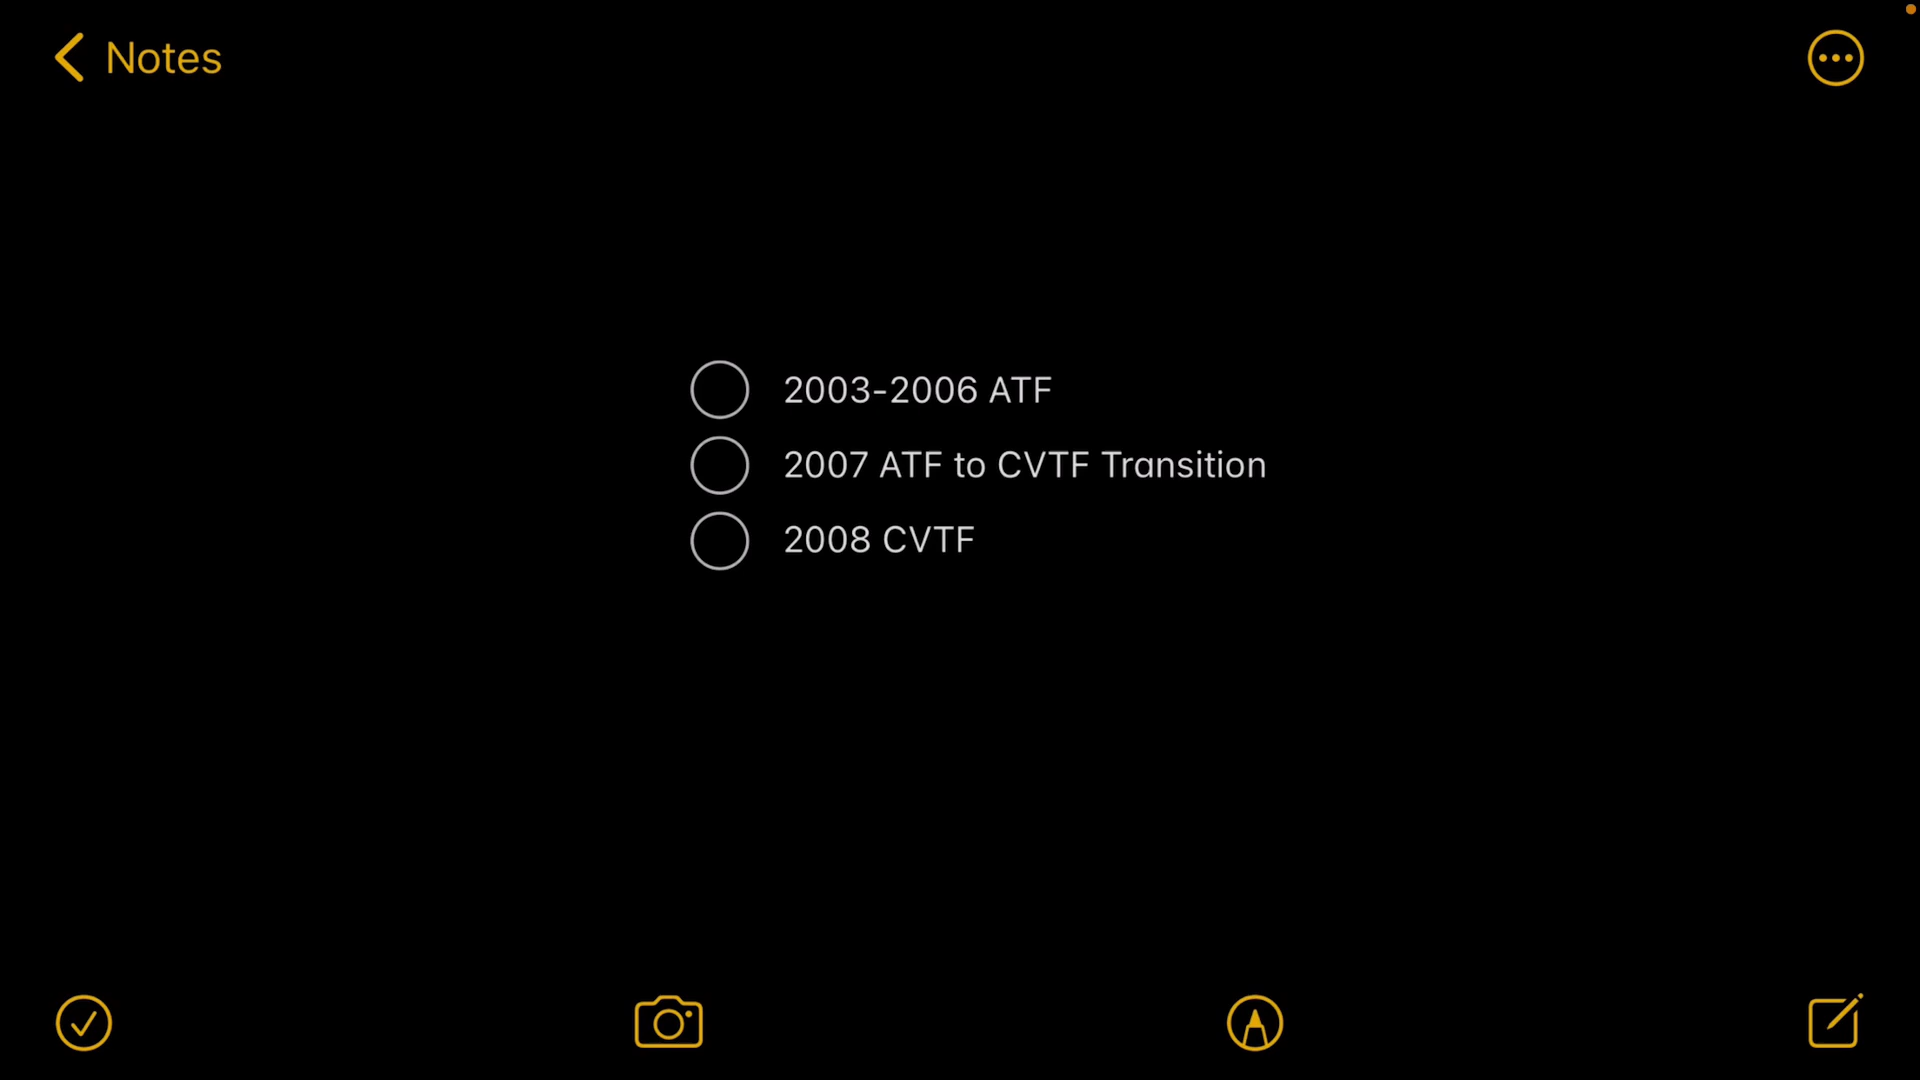 Notes
2003-2006 ATF
2007 ATF to CVTF Transition
2008 CVTF